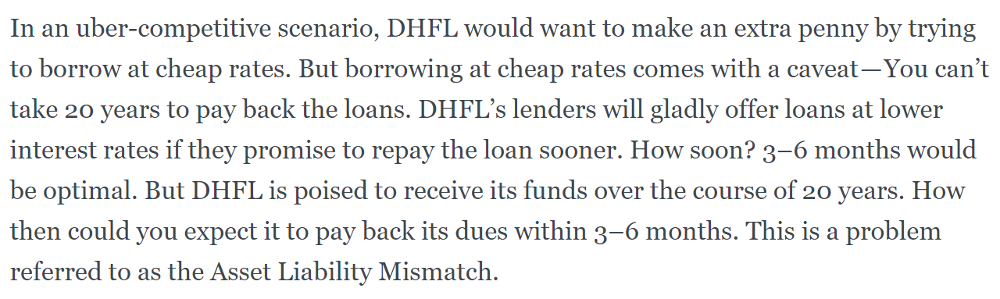 In an uber-competitive scenario, DHFL would want to make an extra penny by trying
to borrow at cheap rates. But borrowing at cheap rates comes with a caveat—You can’t
take 20 years to pay back the loans. DHFL’s lenders will gladly offer loans at lower
interest rates if they promise to repay the loan sooner. How soon? 3–6 months would
be optimal. But DHFL is poised to receive its funds over the course of 20 years. How
then could you expect it to pay back its dues within 3–6 months. This is a problem
referred to as the Asset Liability Mismatch.